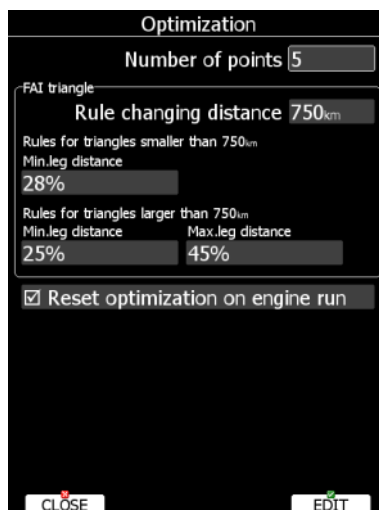 Optimization
Number of points 5
FAI triangle
Rule changing distance 750km
Rules for triangles smaller than 750km
Min.leg distance
28%
Rules for triangles larger than 750km
Min.leg distance Max.leg distance
25% 45%
Reset optimization on engine run
CLOSE EDIT